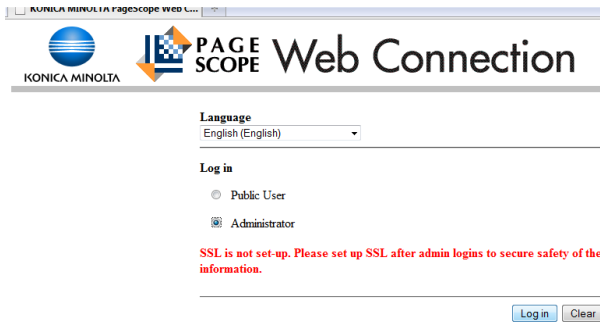 KONICA MINOLTA PageScope Web C...
KONICA MINOLTA
PAGE SCOPE Web Connection
Language
English (English)
Log in
Public User
Administrator
SSL is not set-up. Please set up SSL after admin logins to secure safety of the
information.
Log in Clear